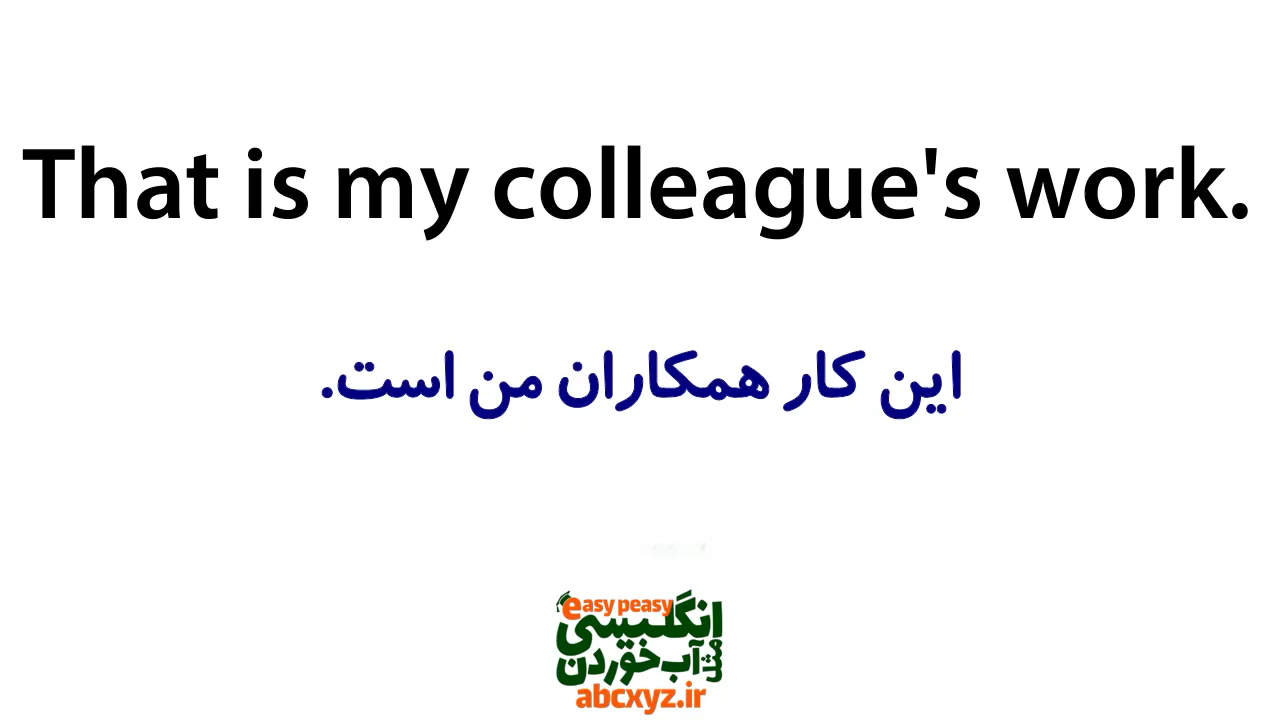 That is my colleague's work.
این کار همکاران من است.
easy peasy
انگلیسی
مثل آب خوردن
abcxyz.ir